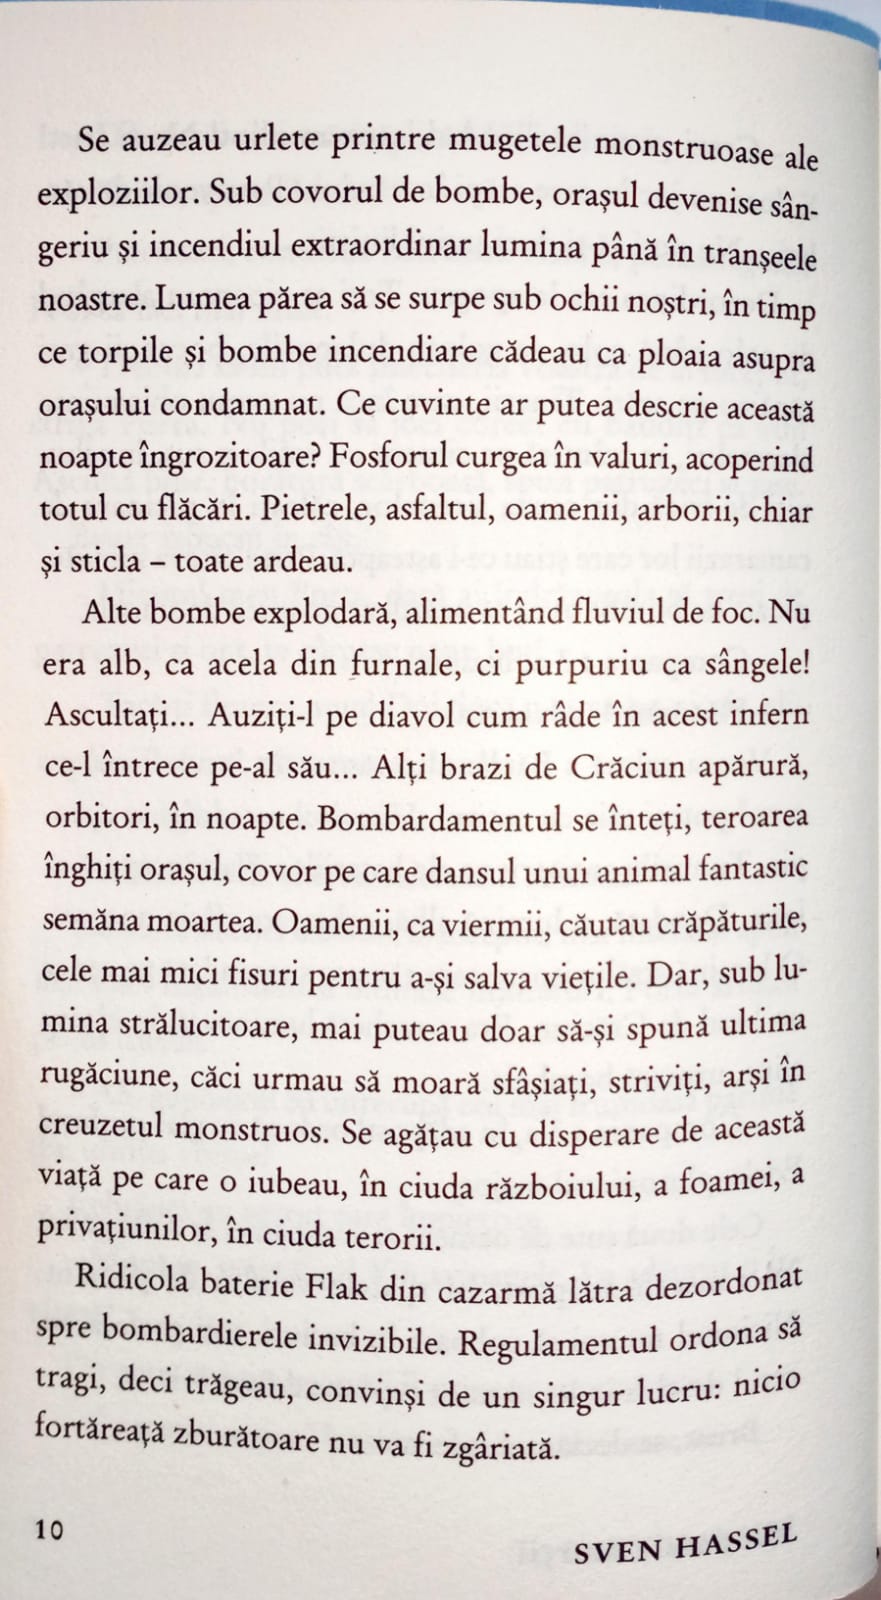 Se auzeau urlete printre mugetele monstruoase ale
exploziilor. Sub covorul de bombe, orașul devenise sân-
geriu și incendiul extraordinar lumina până în tranșeele
noastre. Lumea părea să se surpe sub ochii noștri, în timp
ce torpile și bombe incendiare cădeau ca ploaia asupra
orașului condamnat. Ce cuvinte ar putea descrie această
noapte îngrozitoare? Fosforul curgea în valuri, acoperind
totul cu flăcări. Pietrele, asfaltul, oamenii, arborii, chiar
și sticla – toate ardeau.
Alte bombe explodară, alimentând fluviul de foc. Nu
era alb, ca acela din furnale, ci purpuriu ca sângele!
Ascultați... Auziți-l pe diavol cum râde în acest infern
ce-l întrece pe-al său... Alți brazi de Crăciun apărură,
orbitori, în noapte. Bombardamentul se înteți, teroarea
înghiți orașul, covor pe care dansul unui animal fantastic
semăna moartea. Oamenii, ca viermii, căutau crăpăturile,
cele mai mici fisuri pentru a-și salva viețile. Dar, sub lu-
mina strălucitoare, mai puteau doar să-și spună ultima
rugăciune, căci urmau să moară sfâșiați, striviți, arși în
creuzetul monstruos. Se agățau cu disperare de această
viață pe care o iubeau, în ciuda războiului, a foamei, a
privațiunilor, în ciuda terorii.
Ridicola baterie Flak din cazarmă lătra dezordonat
spre bombardierele invizibile. Regulamentul ordona să
tragi, deci trăgeau, convinși de un singur lucru: nicio
fortăreață zburătoare nu va fi zgâriată.
10
SVEN HASSEL